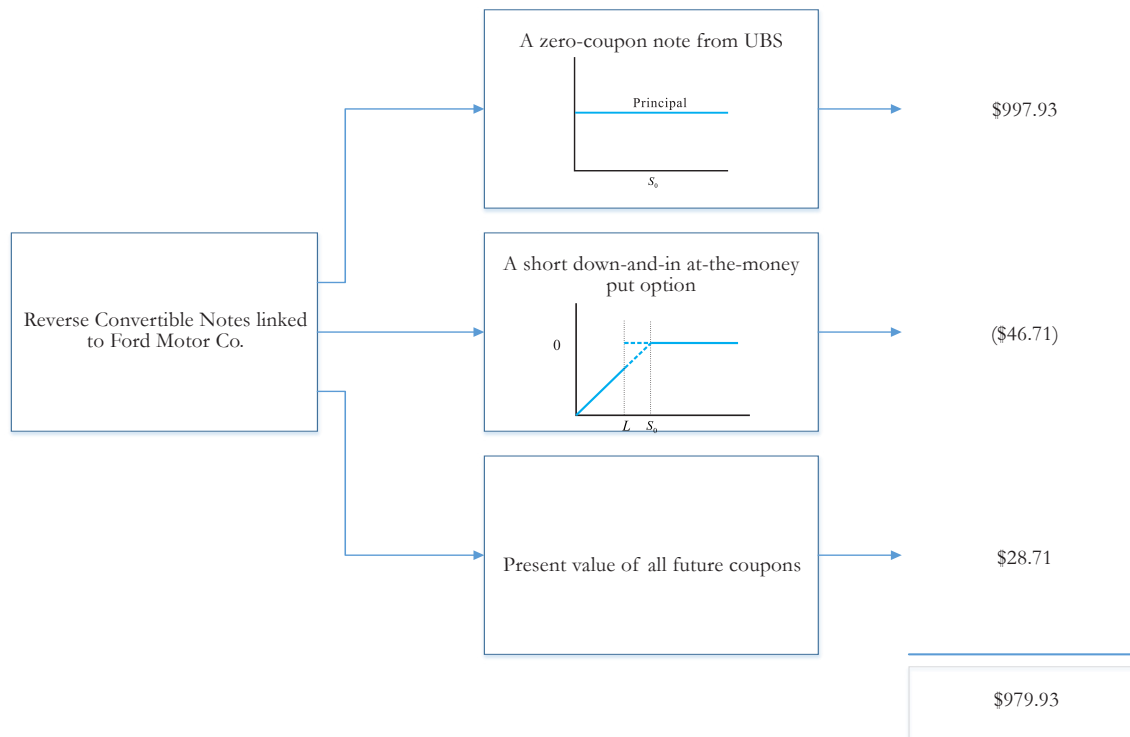 A zero-coupon note from UBS
Principal
S₀
$997.93
Reverse Convertible Notes linked
to Ford Motor Co.
A short down-and-in at-the-money
put option
0
L S₀
($46.71)
Present value of all future coupons
$28.71
$979.93